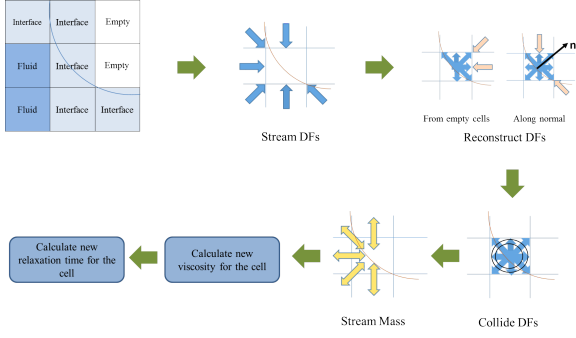 Interface Interface Empty
Fluid Interface Empty
Fluid Interface Interface
Stream DFs
n
From empty cells Along normal
Reconstruct DFs
Calculate new
relaxation time for the
cell
Calculate new
viscosity for the cell
Stream Mass
Collide DFs